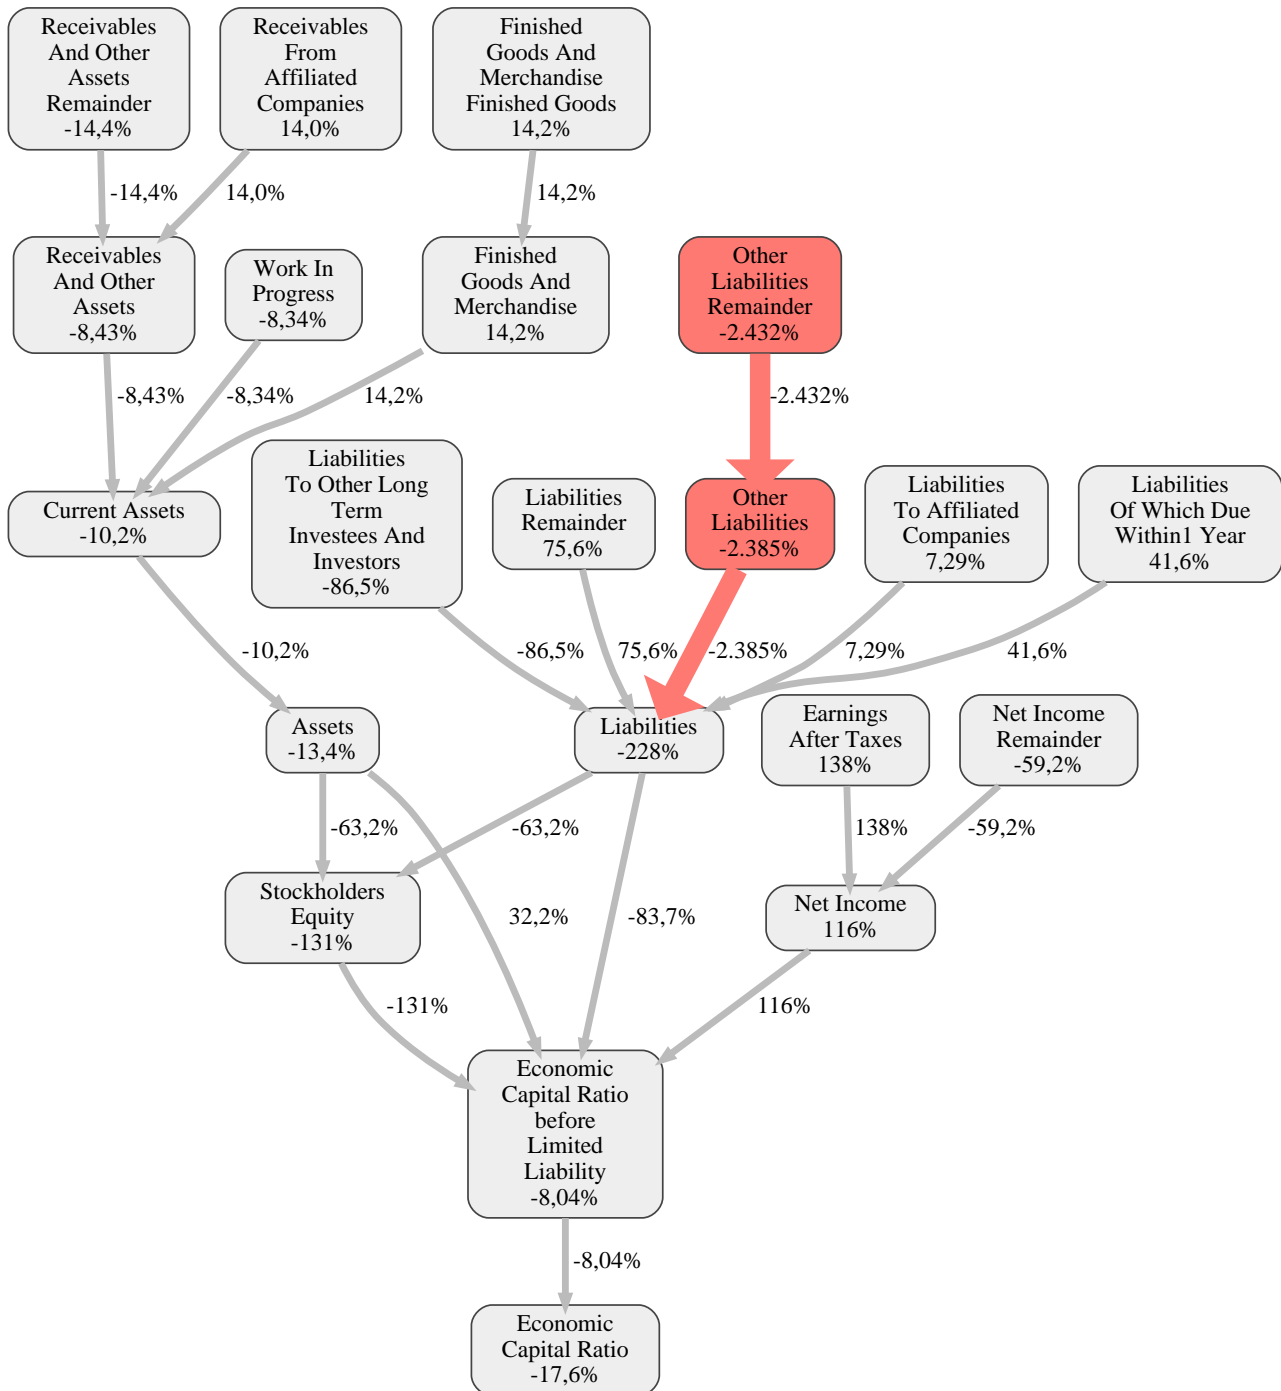 Receivables
And Other
Assets
Remainder
-14,4%
Receivables
From
Affiliated
Companies
14,0%
Finished
Goods And
Merchandise
Finished Goods
14,2%
-14,4%
14,0%
14,2%
Receivables
And Other
Assets
-8,43%
Work In
Progress
-8,34%
Finished
Goods And
Merchandise
14,2%
Other
Liabilities
Remainder
-2.432%
-8,43%
-8,34%
14,2%
-2.432%
Current Assets
-10,2%
Liabilities
To Other Long
Term
Investees And
Investors
-86,5%
Liabilities
Remainder
75,6%
Other
Liabilities
-2.385%
Liabilities
To Affiliated
Companies
7,29%
Liabilities
Of Which Due
Within1 Year
41,6%
-10,2%
-86,5%
75,6%
-2.385%
7,29%
41,6%
Assets
-13,4%
Liabilities
-228%
Earnings
After Taxes
138%
Net Income
Remainder
-59,2%
-63,2%
-63,2%
138%
-59,2%
Stockholders
Equity
-131%
32,2%
-83,7%
Net Income
116%
-131%
116%
Economic
Capital Ratio
before
Limited
Liability
-8,04%
-8,04%
Economic
Capital Ratio
-17,6%